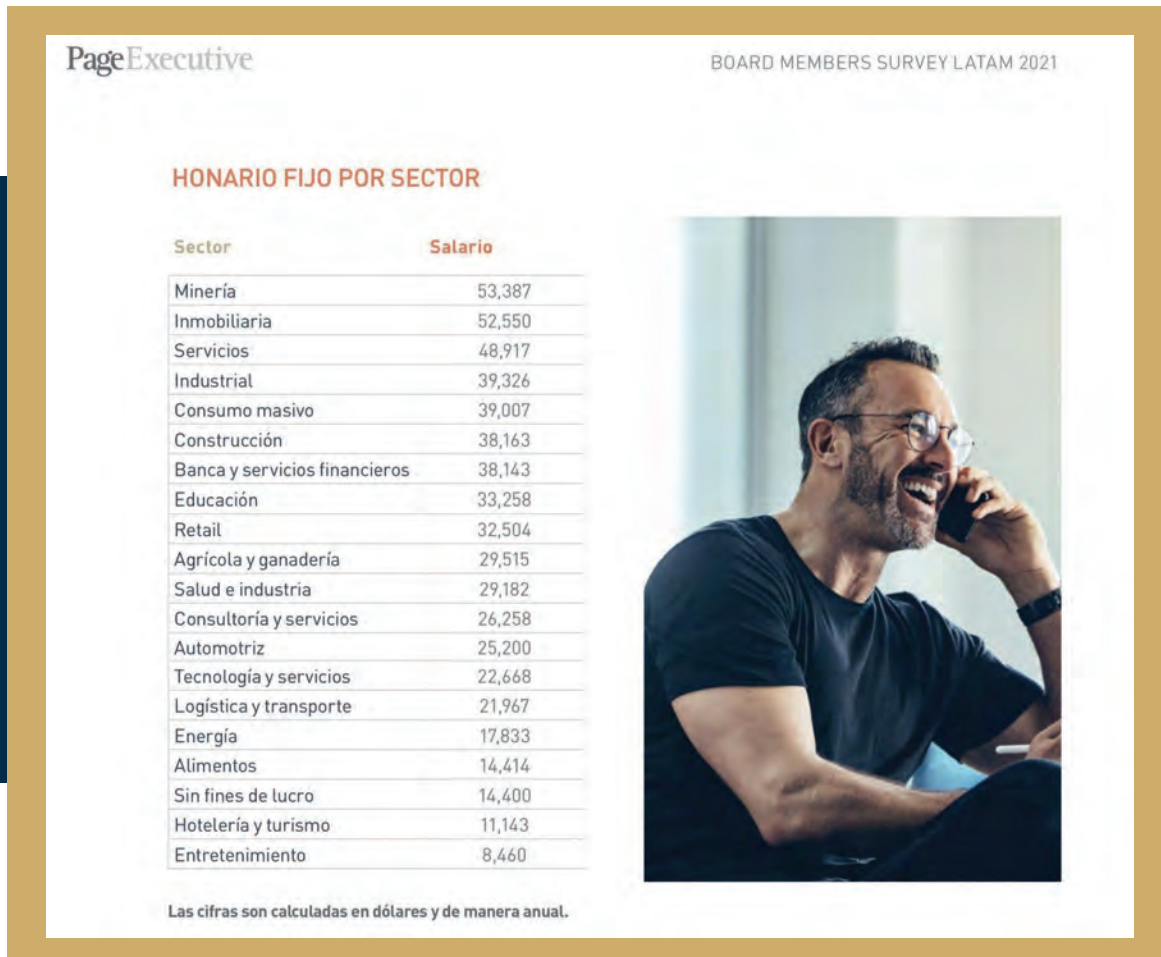 PageExecutive
BOARD MEMBERS SURVEY LATAM 2021
HONARIO FIJO POR SECTOR
Sector Salario
Minería 53,387
Inmobiliaria 52,550
Servicios 48,917
Industrial 39,326
Consumo masivo 39,007
Construcción 38,163
Banca y servicios financieros 38,143
Educación 33,258
Retail 32,504
Agrícola y ganadería 29,515
Salud e industria 29,182
Consultoría y servicios 26,258
Automotriz 25,200
Tecnología y servicios 22,668
Logística y transporte 21,967
Energía 17,833
Alimentos 14,414
Sin fines de lucro 14,400
Hotelería y turismo 11,143
Entretenimiento 8,460
Las cifras son calculadas en dólares y de manera anual.